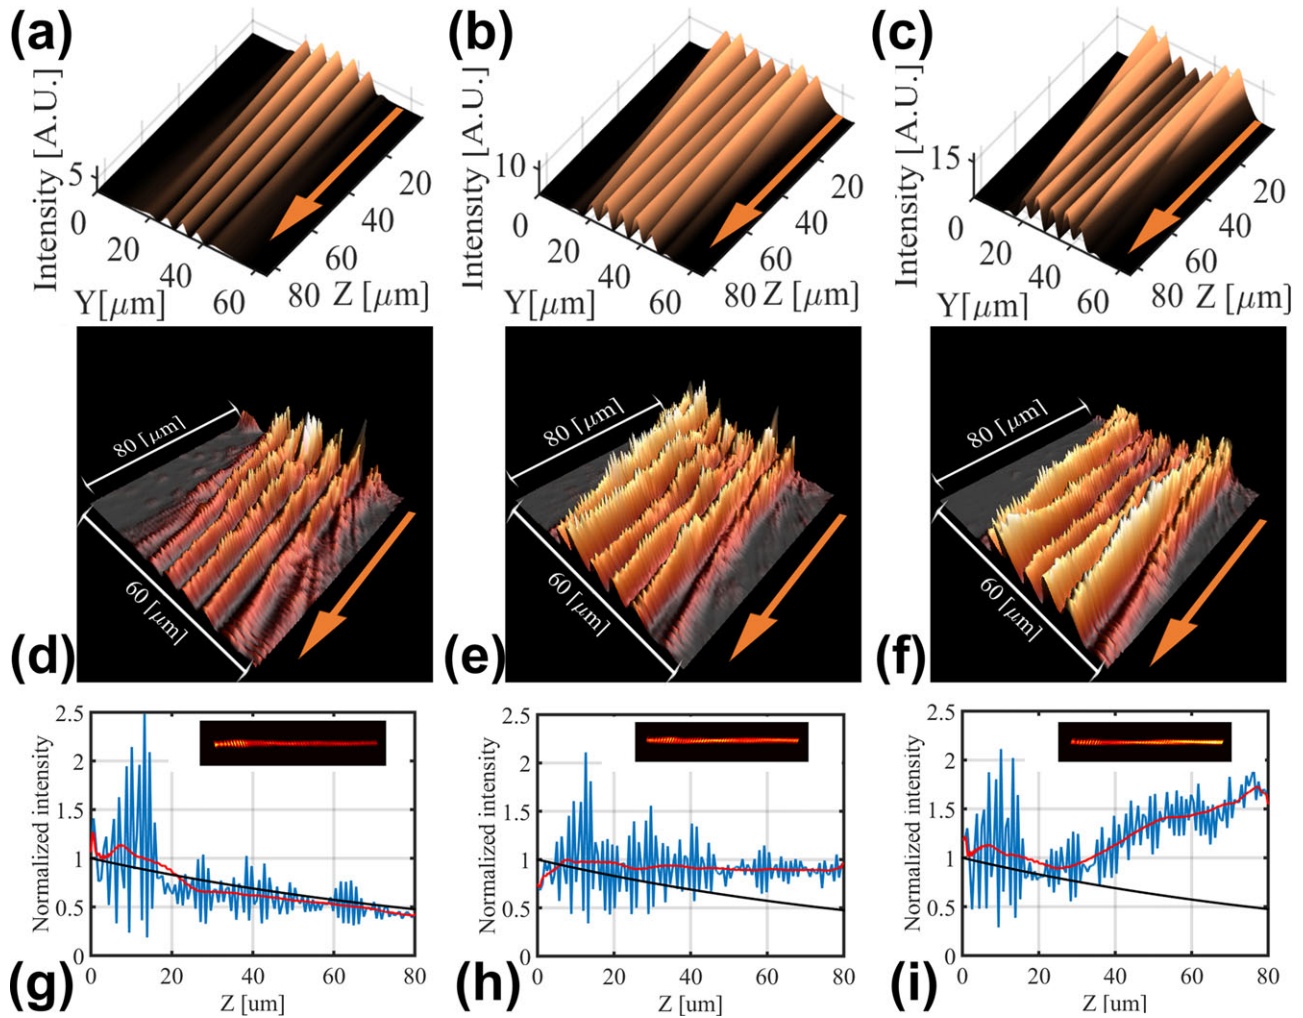 (a)
Intensity [A.U.]
5
0
20
40
60
Y[μm]
20
40
60
80
Z [μm]
(b)
Intensity [A.U.]
10
0
20
40
60
Y[μm]
20
40
60
80
Z [μm]
(c)
Intensity [A.U.]
15
0
20
40
60
Y[μm]
20
40
60
80
Z [μm]
(d)
80 [μm]
60 [μm]
(e)
80 [μm]
60 [μm]
(f)
80 [μm]
60 [μm]
(g)
Normalized intensity
2.5
2
1.5
1
0.5
0
0 20 40 60 80
Z [um]
(h)
Normalized intensity
2.5
2
1.5
1
0.5
0
0 20 40 60 80
Z [um]
(i)
Normalized intensity
2.5
2
1.5
1
0.5
0
0 20 40 60 80
Z [um]